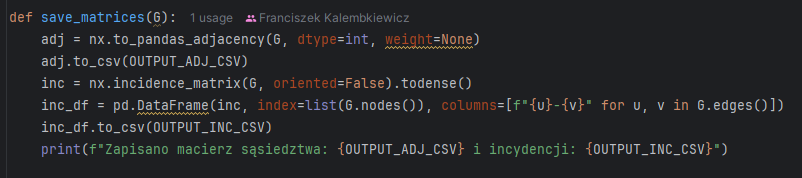 def save_matrices(G): 1 usage Franciszek Kalembkiewicz
    adj = nx.to_pandas_adjacency(G, dtype=int, weight=None)
    adj.to_csv(OUTPUT_ADJ_CSV)
    inc = nx.incidence_matrix(G, oriented=False).todense()
    inc_df = pd.DataFrame(inc, index=list(G.nodes()), columns=[f"{u}-{v}" for u, v in G.edges()])
    inc_df.to_csv(OUTPUT_INC_CSV)
    print(f"Zapisano macierz sąsiedztwa: {OUTPUT_ADJ_CSV} i incydencji: {OUTPUT_INC_CSV}")